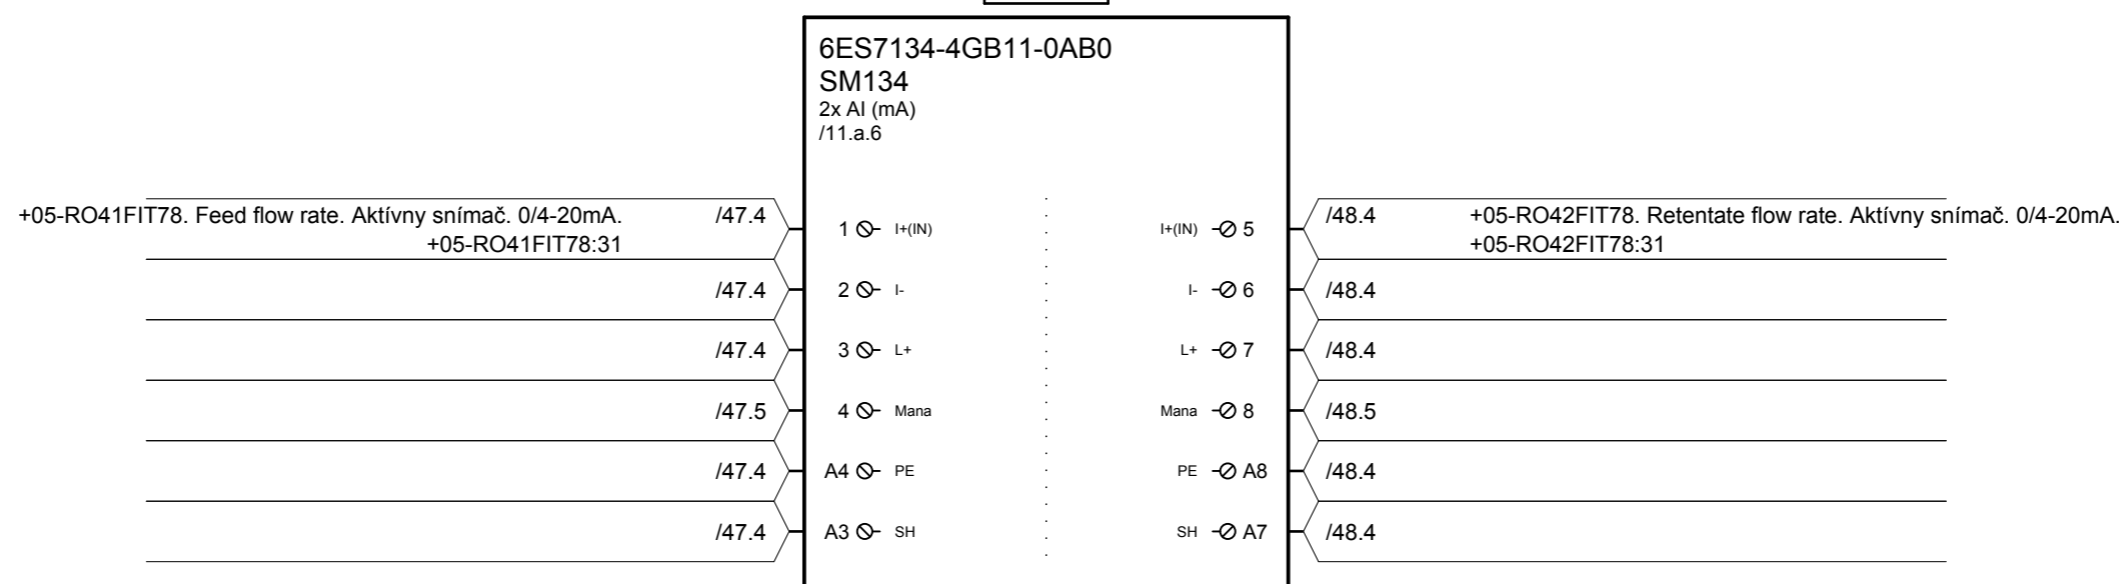 6ES7134-4GB11-0AB0
SM134
2x AI (mA)
/11.a.6
+05-RO41FIT78. Feed flow rate. Aktívny snímač. 0/4-20mA. /47.4 1 I+(IN) I+(IN) 5 /48.4 +05-RO42FIT78. Retentate flow rate. Aktívny snímač. 0/4-20mA.
+05-RO41FIT78:31 +05-RO42FIT78:31
/47.4 2 I- I- 6 /48.4
/47.4 3 L+ L+ 7 /48.4
/47.5 4 Mana Mana 8 /48.5
/47.4 A4 PE PE A8 /48.4
/47.4 A3 SH SH A7 /48.4